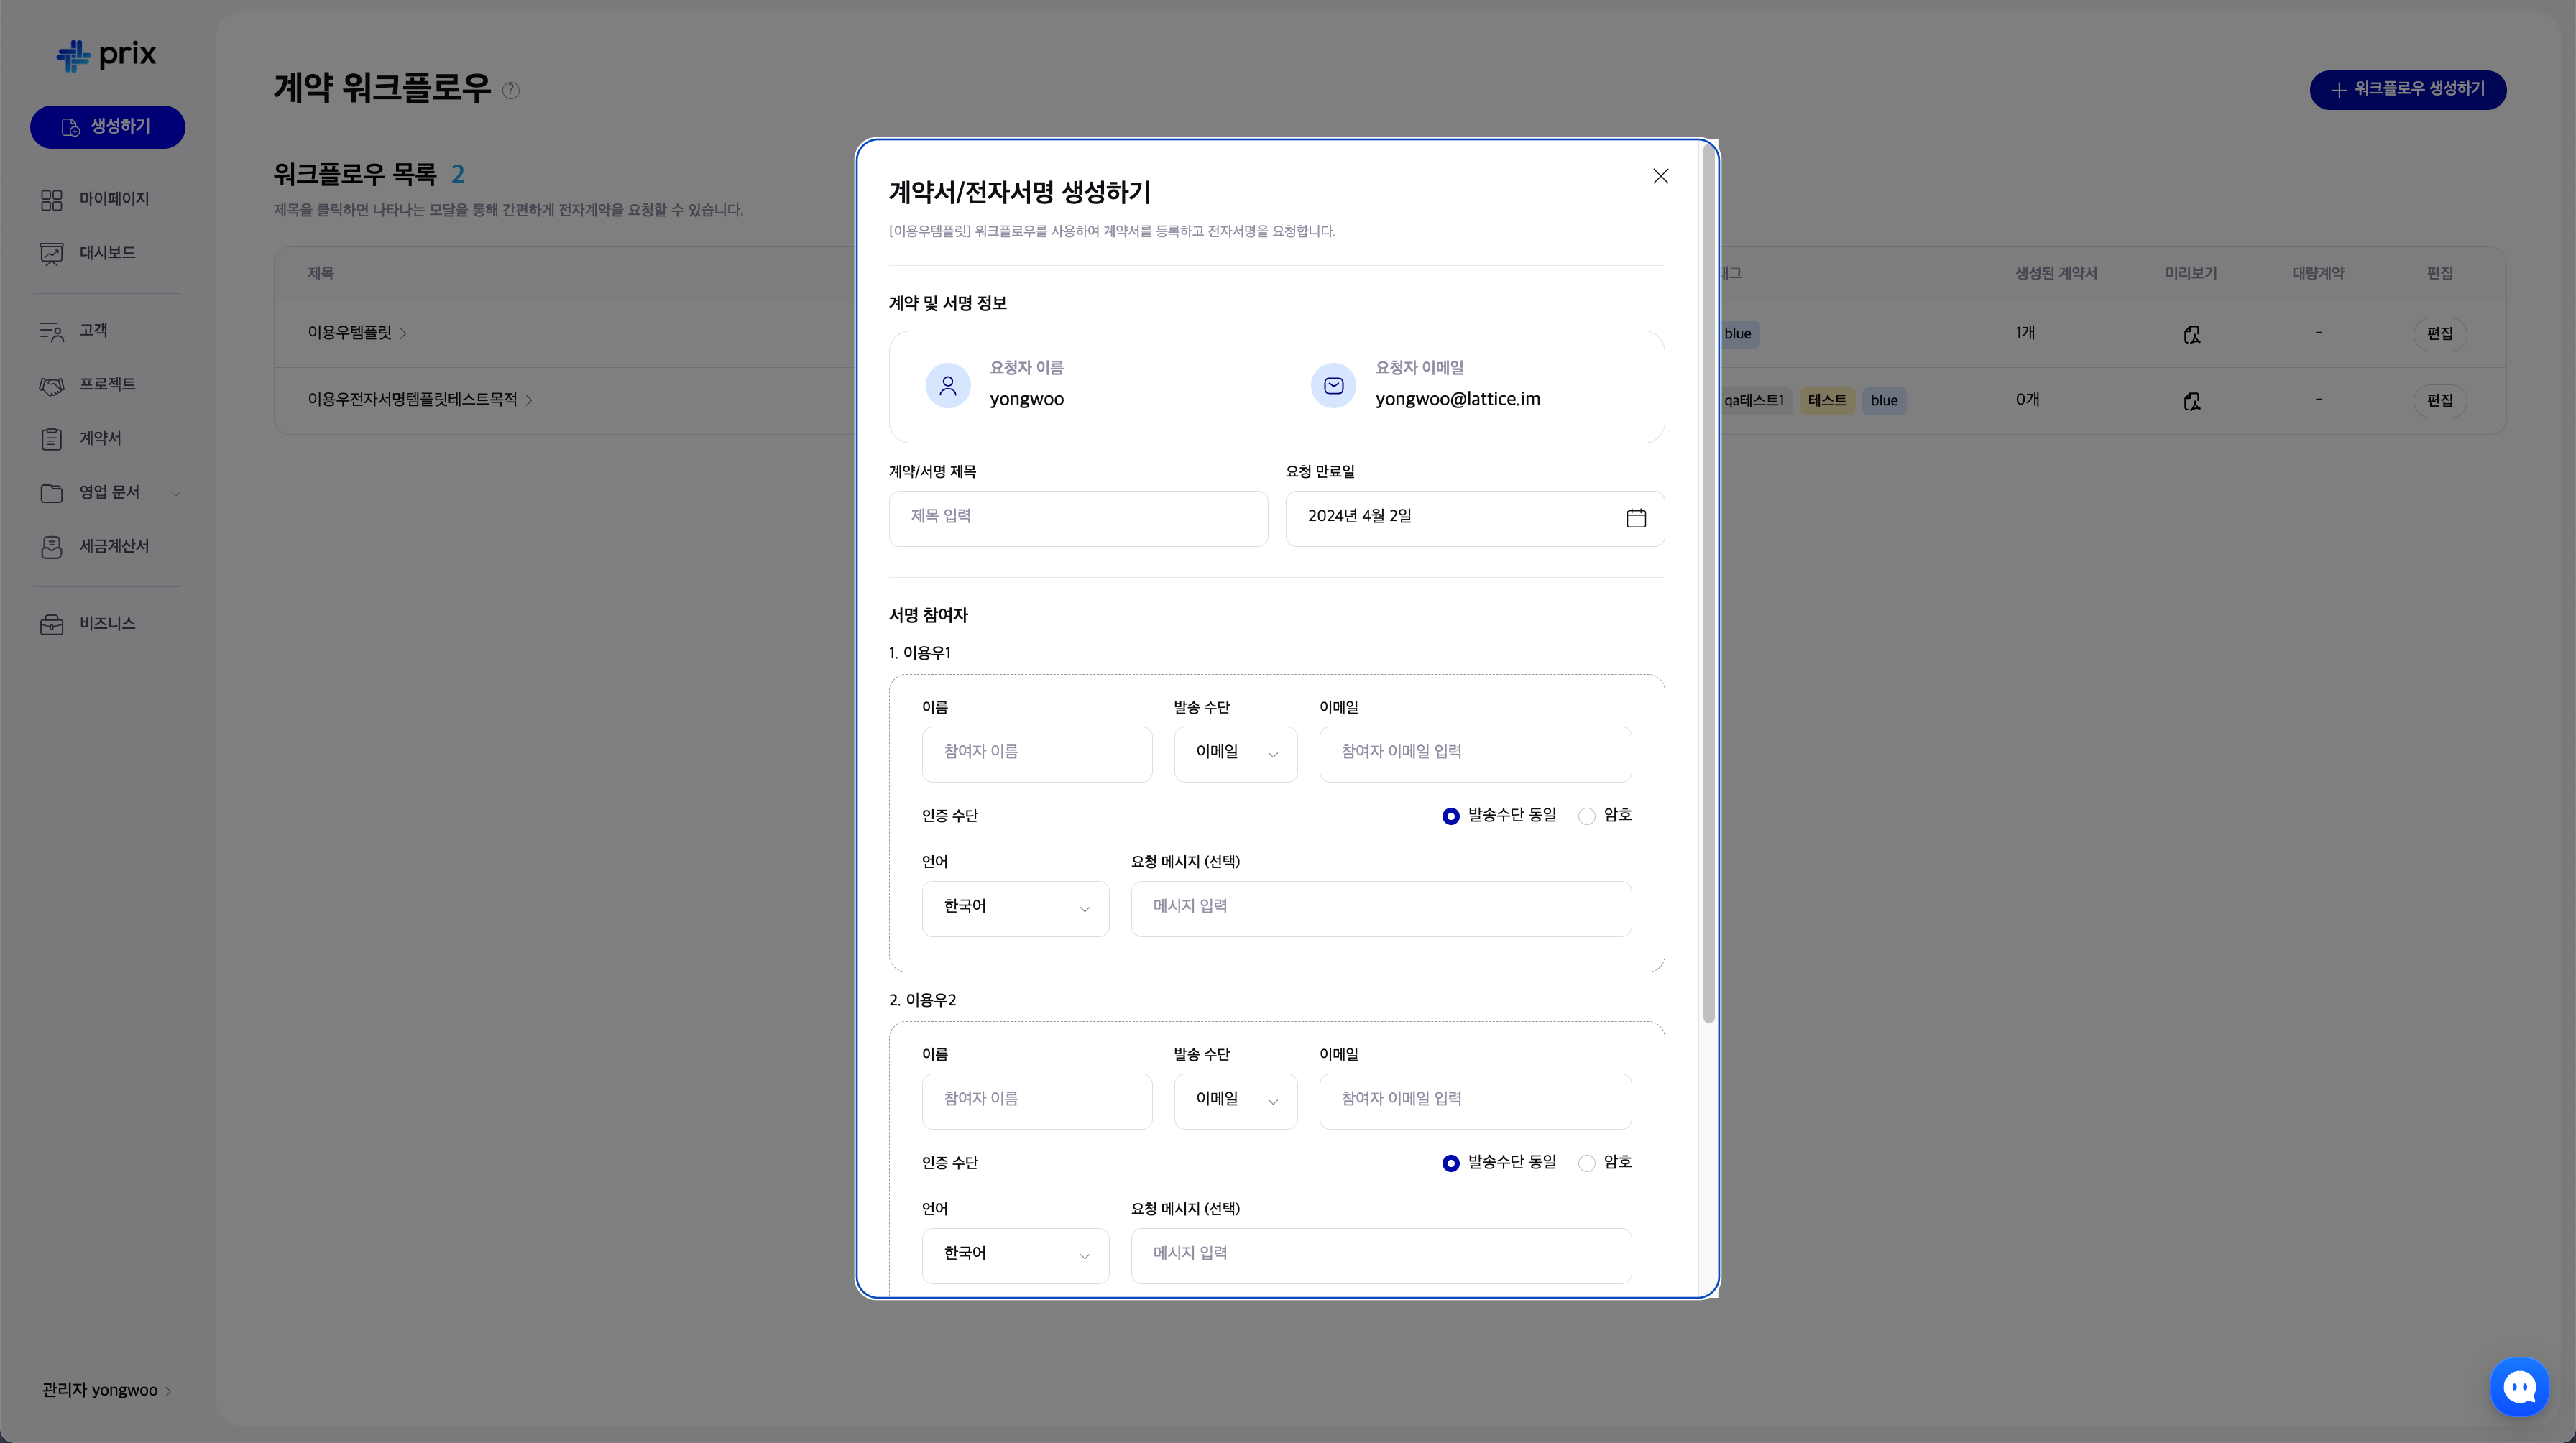 prix
생성하기
마이페이지
대시보드
고객
프로젝트
계약서
영업 문서
세금계산서
비즈니스
관리자 yongwoo
계약 워크플로우 ?
워크플로우 생성하기
워크플로우 목록 2
제목을 클릭하면 나타나는 모달을 통해 간편하게 전자계약을 요청할 수 있습니다.
제목 생성된 계약서 미리보기 대량계약 편집
이용우템플릿 blue 1개 - 편집
이용우전자서명템플릿테스트목적 qa테스트1 테스트 blue 0개 - 편집
계약서/전자서명 생성하기
[이용우템플릿] 워크플로우를 사용하여 계약서를 등록하고 전자서명을 요청합니다.
계약 및 서명 정보
요청자 이름 요청자 이메일
yongwoo yongwoo@lattice.im
계약/서명 제목 요청 만료일
제목 입력 2024년 4월 2일
서명 참여자
1. 이용우1
이름 발송 수단 이메일
참여자 이름 이메일 참여자 이메일 입력
인증 수단 발송수단 동일 암호
언어 요청 메시지 (선택)
한국어 메시지 입력
2. 이용우2
이름 발송 수단 이메일
참여자 이름 이메일 참여자 이메일 입력
인증 수단 발송수단 동일 암호
언어 요청 메시지 (선택)
한국어 메시지 입력